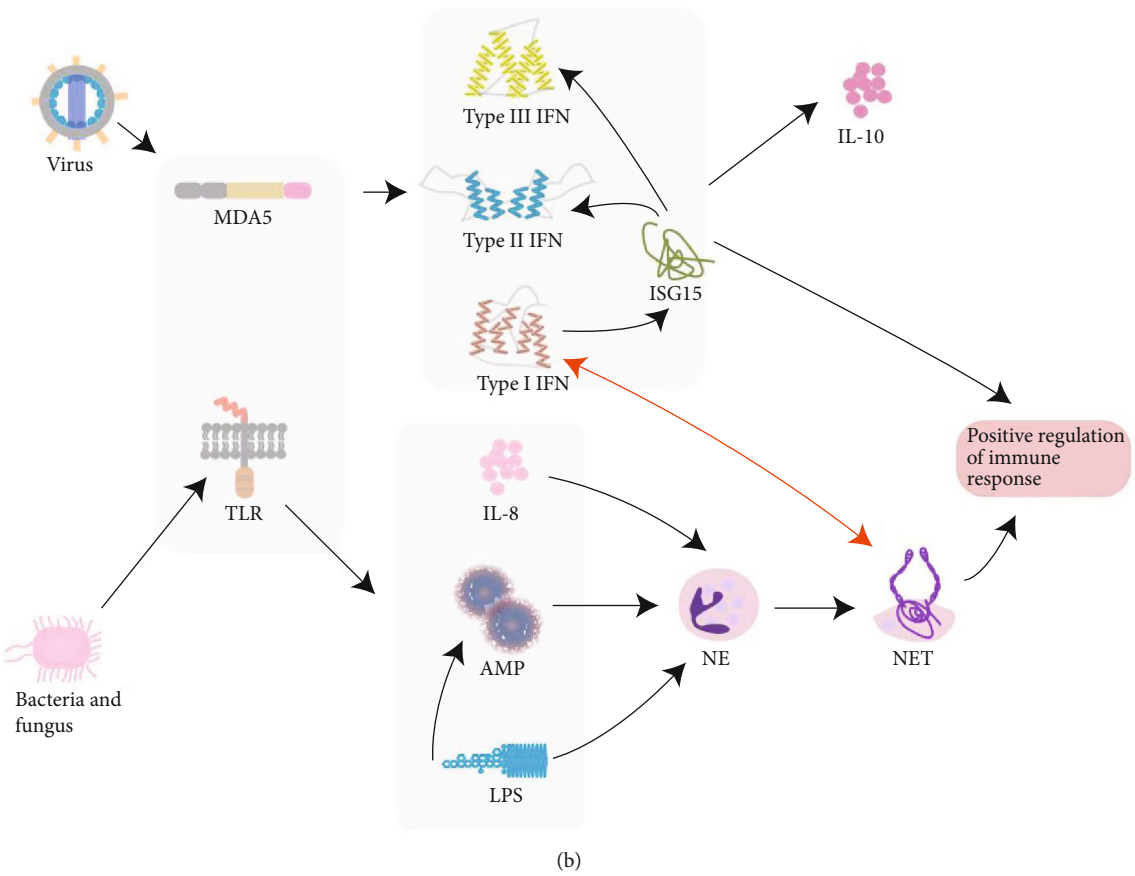 Virus
MDA5
TLR
Bacteria and
fungus
Type III IFN
Type II IFN
Type I IFN
ISG15
IL-10
IL-8
AMP
LPS
NE
NET
Positive regulation
of immune
response
(b)